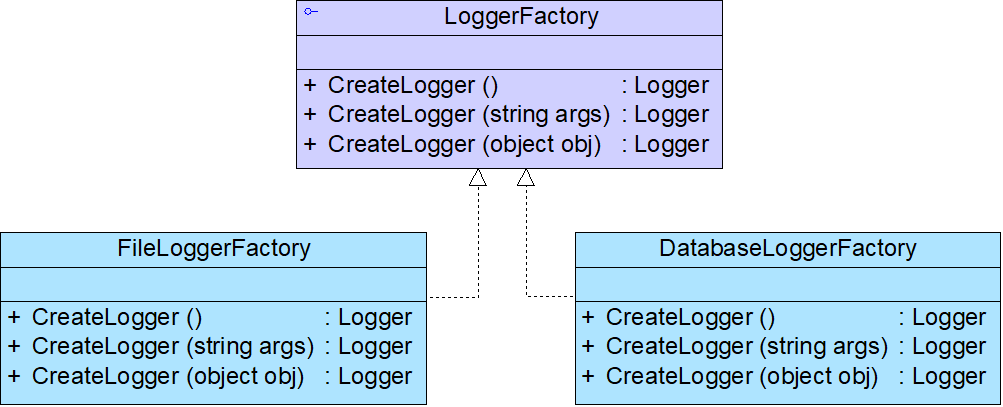 LoggerFactory
+ CreateLogger () : Logger
+ CreateLogger (string args) : Logger
+ CreateLogger (object obj) : Logger
FileLoggerFactory
+ CreateLogger () : Logger
+ CreateLogger (string args) : Logger
+ CreateLogger (object obj) : Logger
DatabaseLoggerFactory
+ CreateLogger () : Logger
+ CreateLogger (string args) : Logger
+ CreateLogger (object obj) : Logger